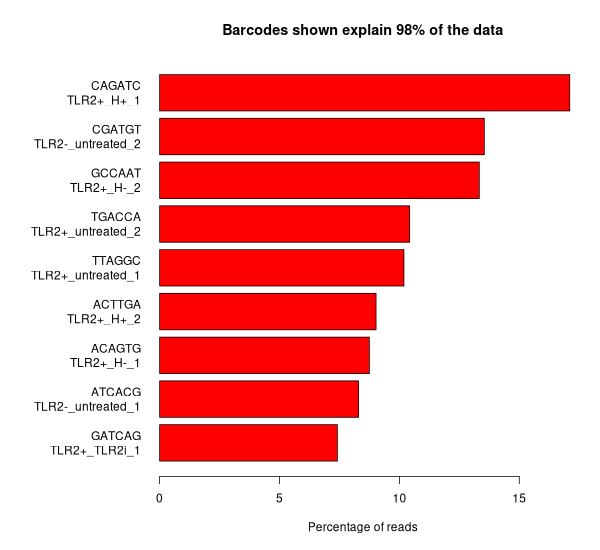 Barcodes shown explain 98% of the data
CAGATC
TLR2+_H+_1
CGATGT
TLR2-_untreated_2
GCCAAT
TLR2+_H-_2
TGACCA
TLR2+_untreated_2
TTAGGC
TLR2+_untreated_1
ACTTGA
TLR2+_H+_2
ACAGTG
TLR2+_H-_1
ATCACG
TLR2-_untreated_1
GATCAG
TLR2+_TLR2l_1
0 5 10 15
Percentage of reads